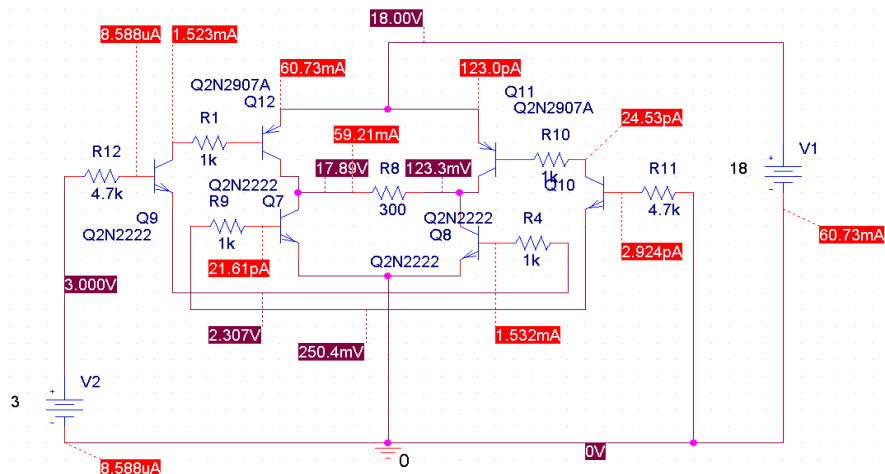 18.00V
8.588uA
1.523mA
60.73mA
123.0pA
Q2N2907A
Q12
Q11
Q2N2907A
R1
1k
59.21mA
24.53pA
R10
1k
R12
4.7k
17.89V
R8
300
123.3mV
Q10
R11
4.7k
18
V1
Q2N2222
Q7
R9
1k
Q9
Q2N2222
Q2N2222
Q8
R4
1k
Q2N2222
21.61pA
2.924pA
60.73mA
3.000V
2.307V
1.532mA
250.4mV
3
V2
0V
0
8.588uA